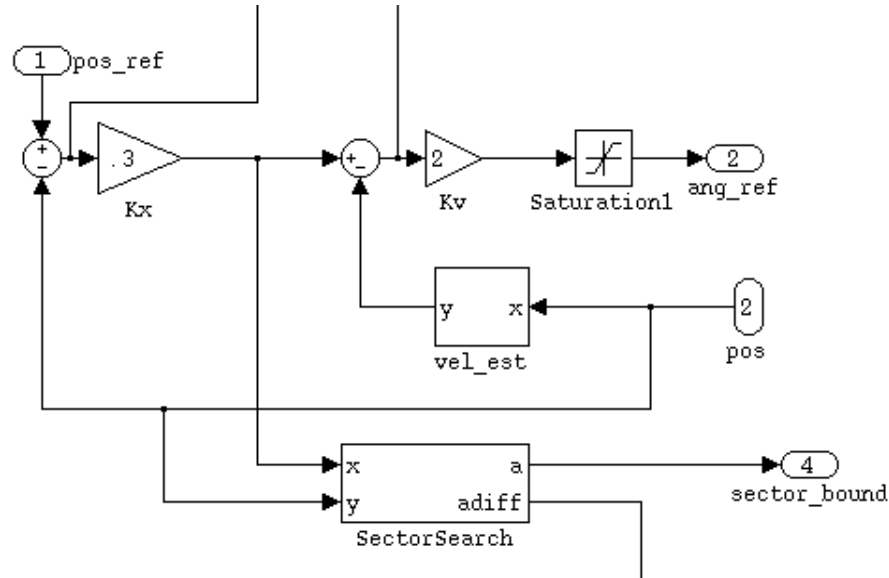 1 pos_ref
+
-
.3
Kx
+-
2
Kv
Saturation1
2
ang_ref
y x
vel_est
2
pos
x a
y adiff
SectorSearch
4
sector_bound